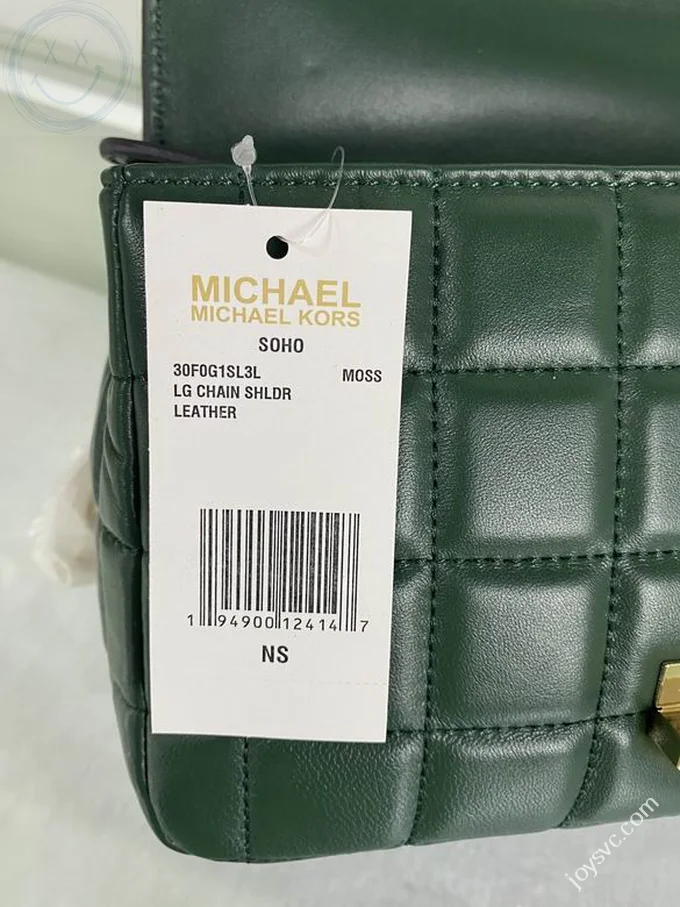 MICHAEL
MICHAEL KORS
SOHO
30F0G1SL3L MOSS
LG CHAIN SHLDR
LEATHER
1 94900 12414 7
NS
joysvc.com